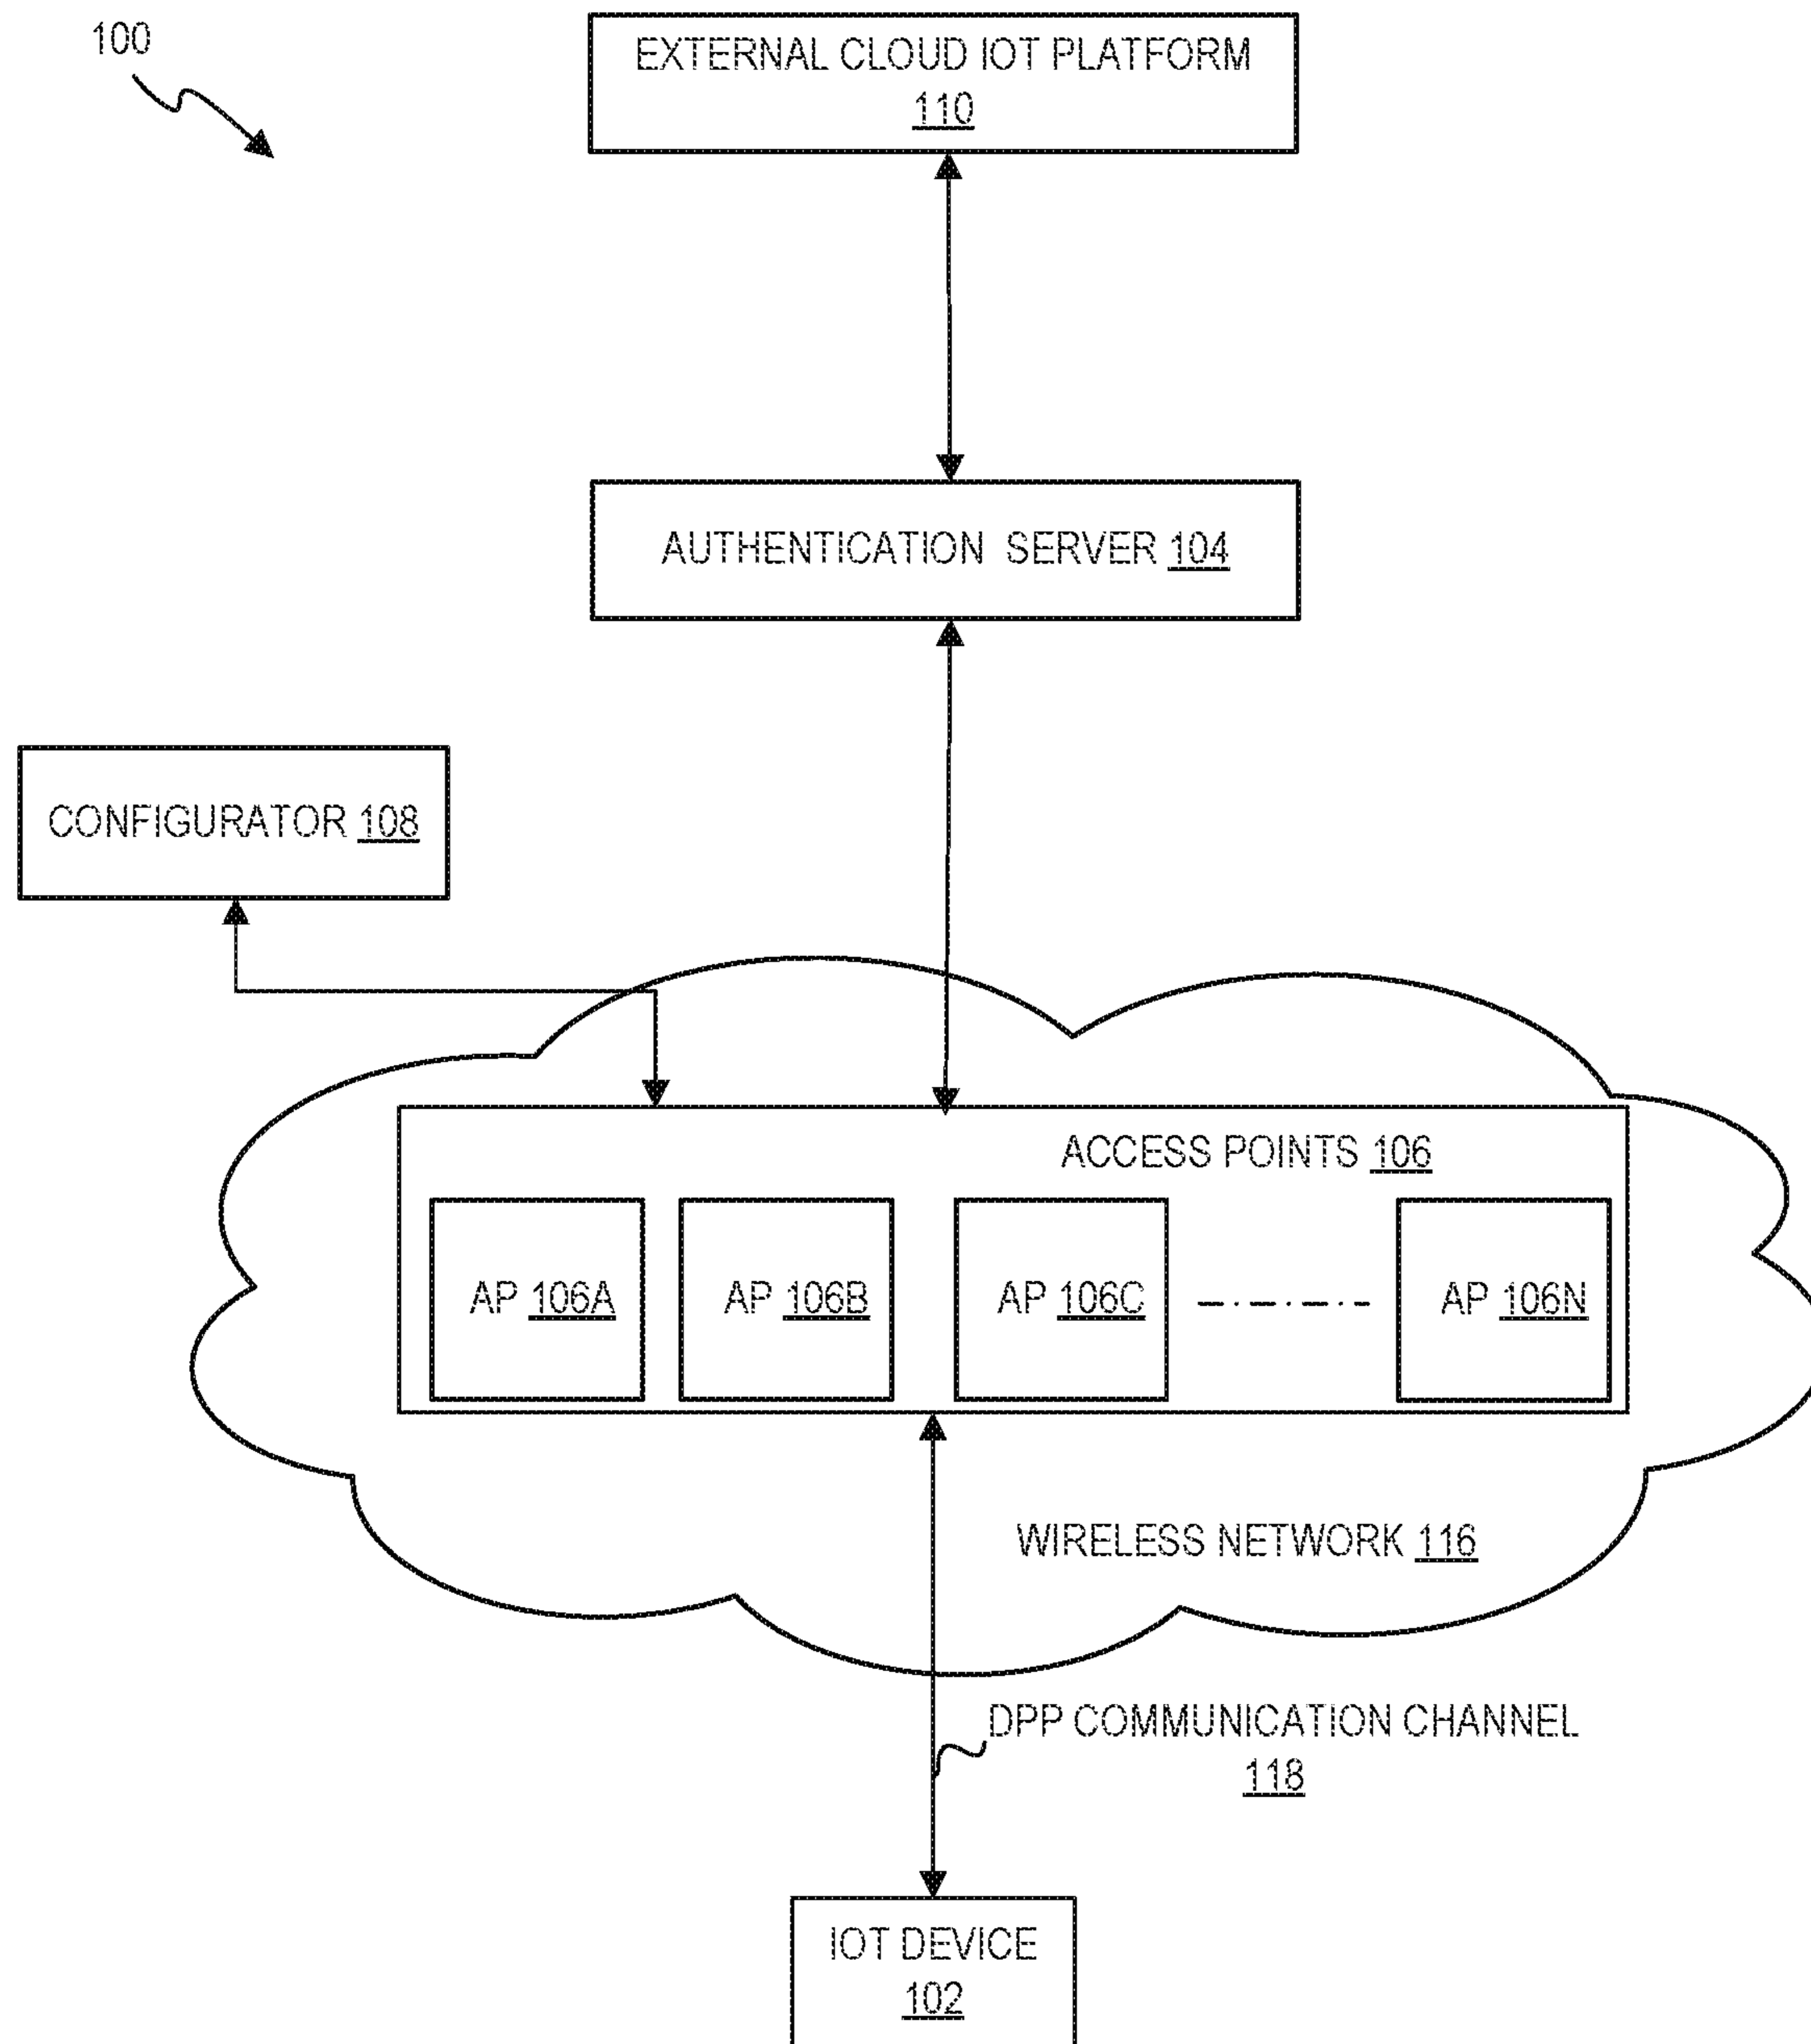 100
EXTERNAL CLOUD IOT PLATFORM
110
AUTHENTICATION SERVER 104
CONFIGURATOR 108
ACCESS POINTS 106
AP 106A
AP 106B
AP 106C
AP 106N
WIRELESS NETWORK 116
DPP COMMUNICATION CHANNEL
118
IOT DEVICE
102